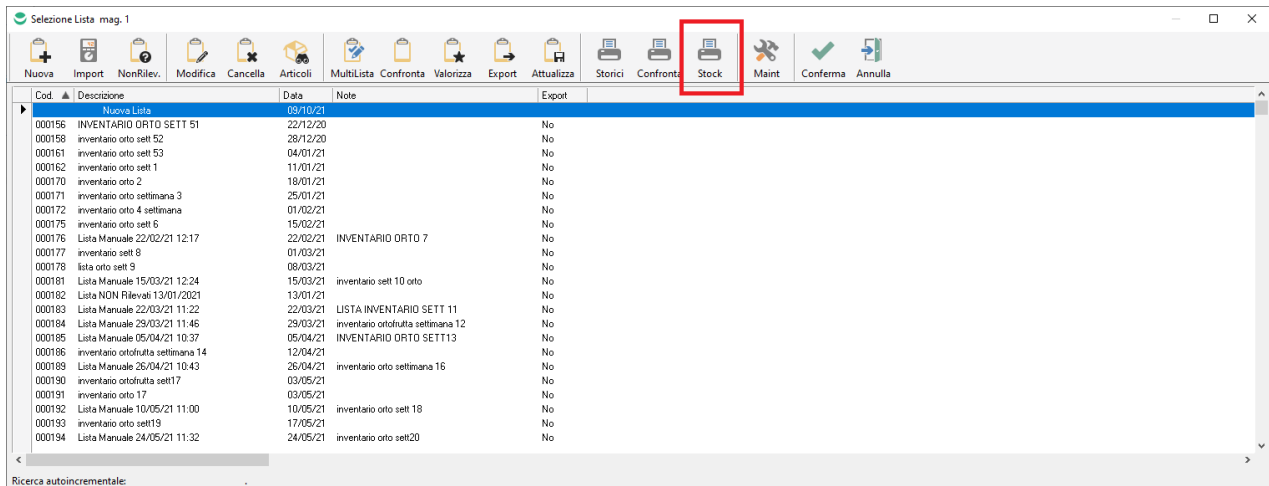 Selezione Lista mag. 1
Nuova Import NonRilev. Modifica Cancella Articoli MultiLista Confronta Valorizza Export Attualizza Storici Confronta Stock Maint Conferma Annulla
Cod. Descrizione Data Note Export
Nuova Lista 09/10/21
000156 INVENTARIO ORTO SETT 51 22/12/20 No
000158 inventario orto sett 52 28/12/20 No
000161 inventario orto sett 53 04/01/21 No
000162 inventario orto sett 1 11/01/21 No
000170 inventario orto 2 18/01/21 No
000171 inventario orto settimana 3 25/01/21 No
000172 inventario orto 4 settimana 01/02/21 No
000175 inventario orto sett 6 15/02/21 No
000176 Lista Manuale 22/02/21 12:17 22/02/21 INVENTARIO ORTO 7 No
000177 inventario sett 8 01/03/21 No
000178 lista orto sett 9 08/03/21 No
000181 Lista Manuale 15/03/21 12:24 15/03/21 inventario sett 10 orto No
000182 Lista NON Rilevati 13/01/2021 13/01/21 No
000183 Lista Manuale 22/03/21 11:22 22/03/21 LISTA INVENTARIO SETT 11 No
000184 Lista Manuale 29/03/21 11:46 29/03/21 inventario ortofrutta settimana 12 No
000185 Lista Manuale 05/04/21 10:37 05/04/21 INVENTARIO ORTO SETT13 No
000186 inventario ortofrutta settimana 14 12/04/21 No
000189 Lista Manuale 26/04/21 10:43 26/04/21 inventario orto settimana 16 No
000190 inventario ortofrutta sett17 03/05/21 No
000191 inventario orto 17 03/05/21 No
000192 Lista Manuale 10/05/21 11:00 10/05/21 inventario orto sett 18 No
000193 inventario orto sett19 17/05/21 No
000194 Lista Manuale 24/05/21 11:32 24/05/21 inventario orto sett20 No
Ricerca autoincrementale: .